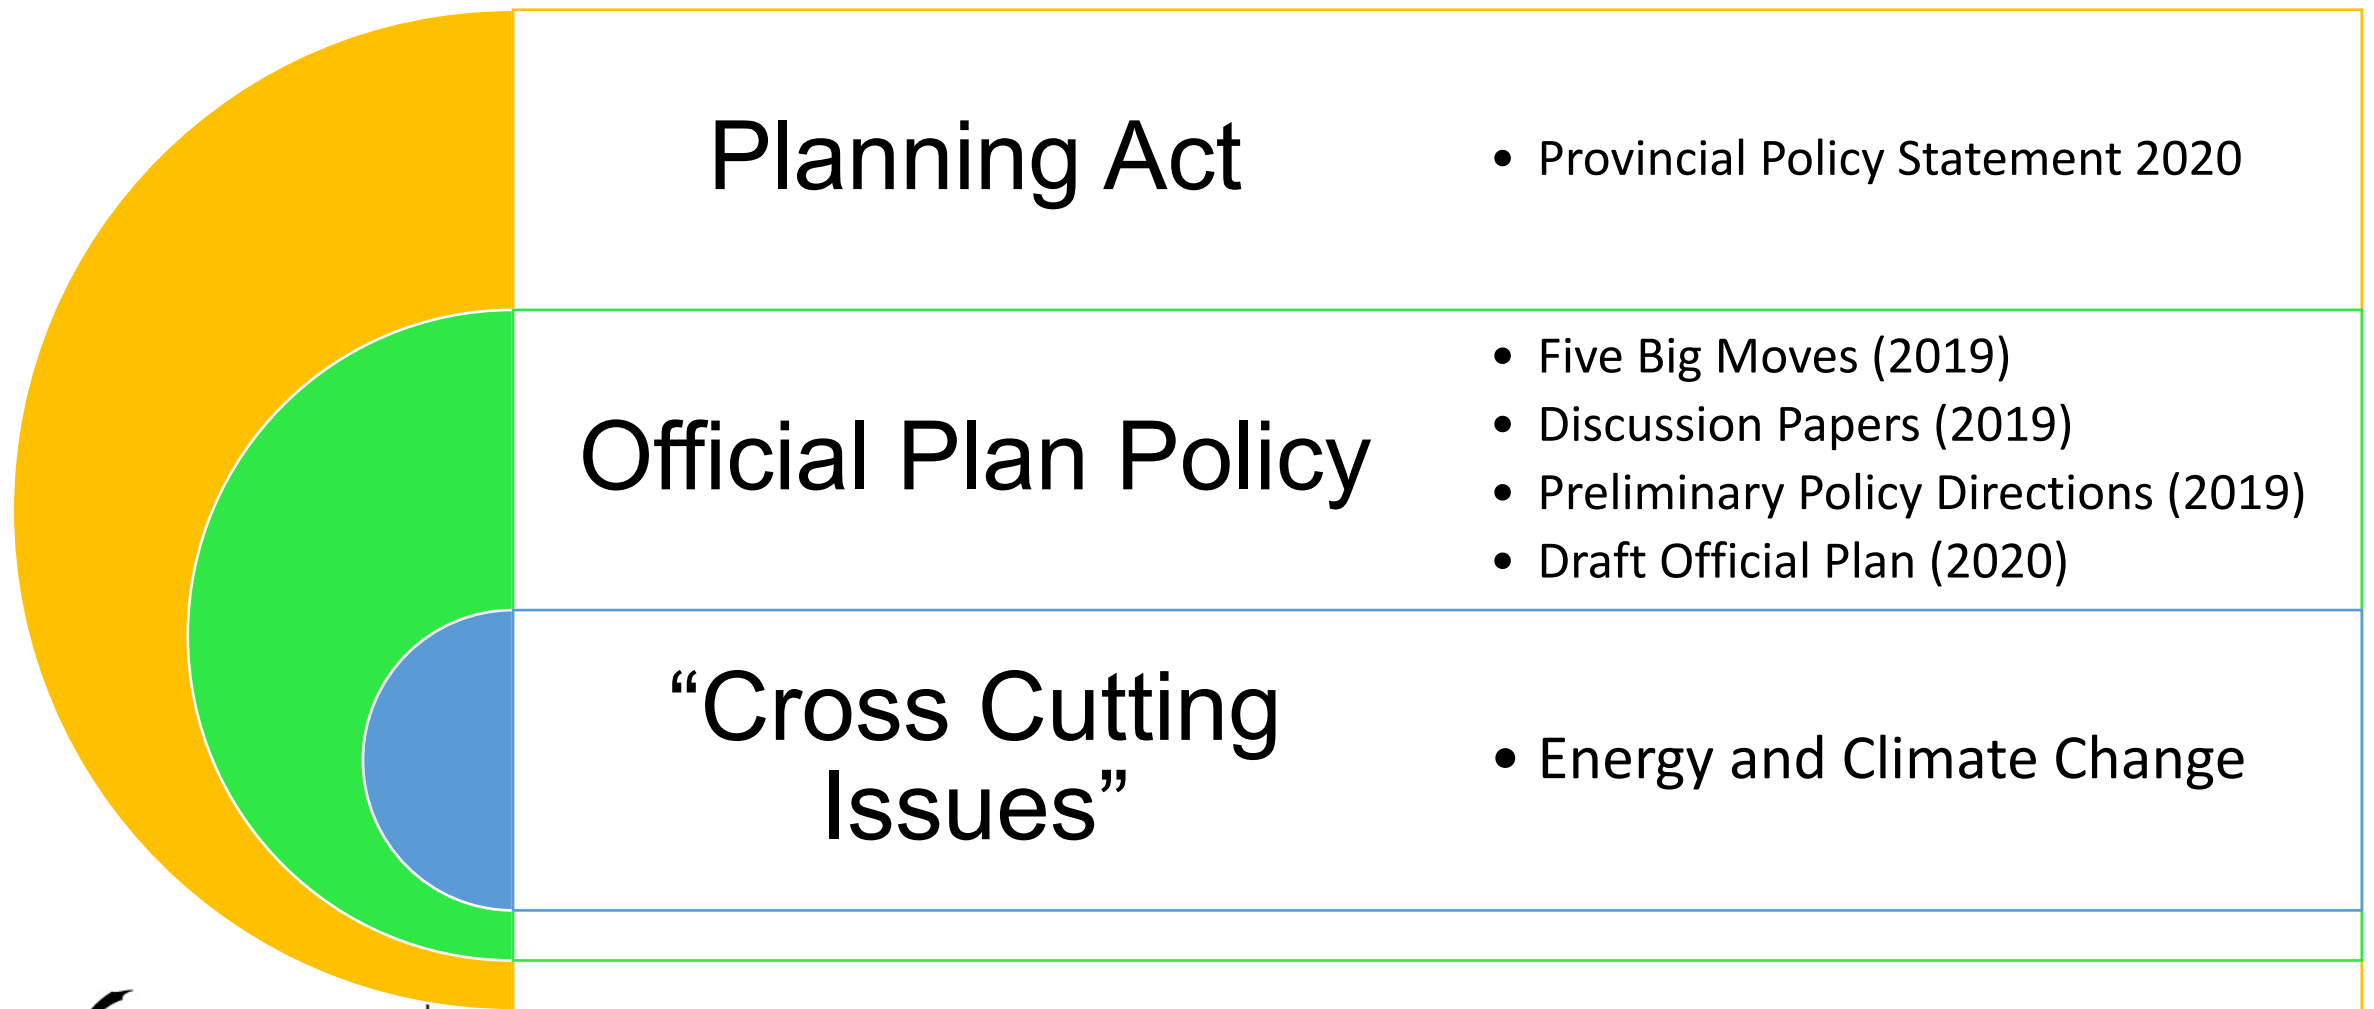 Planning Act
• Provincial Policy Statement 2020
Official Plan Policy
• Five Big Moves (2019)
• Discussion Papers (2019)
• Preliminary Policy Directions (2019)
• Draft Official Plan (2020)
“Cross Cutting
Issues”
• Energy and Climate Change